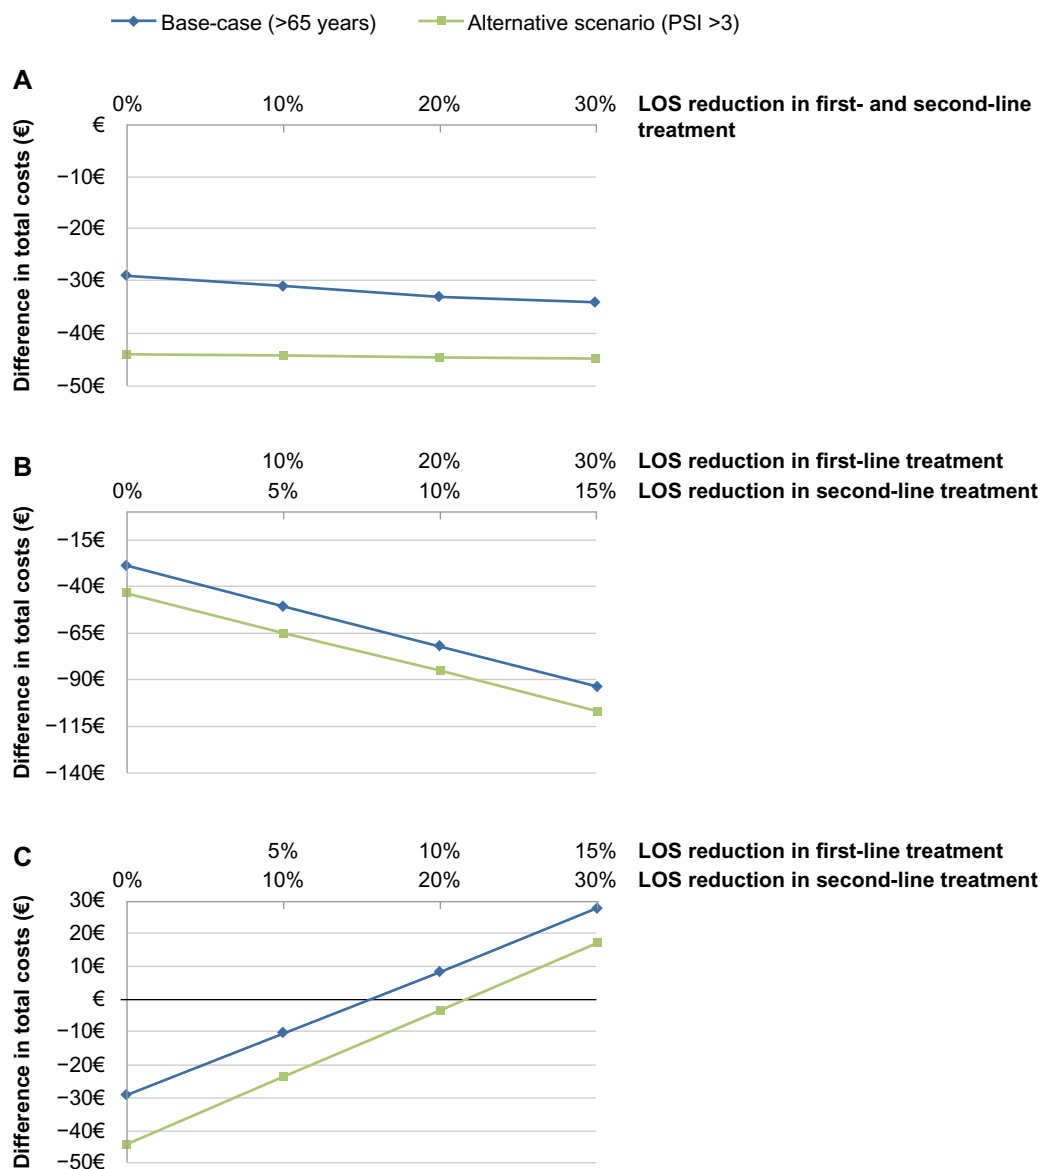 Base-case (>65 years) Alternative scenario (PSI >3)
A
0% 10% 20% 30% LOS reduction in first- and second-line
treatment
Difference in total costs (€)
€
−10€
−20€
−30€
−40€
−50€
B
10% 20% 30% LOS reduction in first-line treatment
0% 5% 10% 15% LOS reduction in second-line treatment
Difference in total costs (€)
−15€
−40€
−65€
−90€
−115€
−140€
C
5% 10% 15% LOS reduction in first-line treatment
0% 10% 20% 30% LOS reduction in second-line treatment
Difference in total costs (€)
30€
20€
10€
€
−10€
−20€
−30€
−40€
−50€